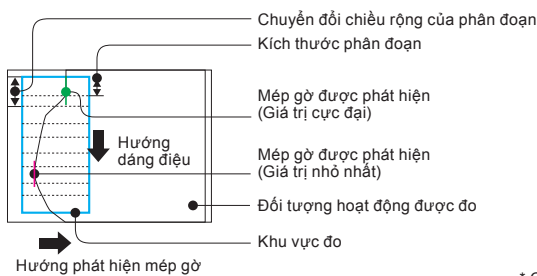 Chuyển đổi chiều rộng của phân đoạn
Kích thước phân đoạn
Mép gờ được phát hiện
(Giá trị cực đại)
Hướng
dáng điệu
Mép gờ được phát hiện
(Giá trị nhỏ nhất)
Đối tượng hoạt động được đo
Khu vực đo
Hướng phát hiện mép gờ